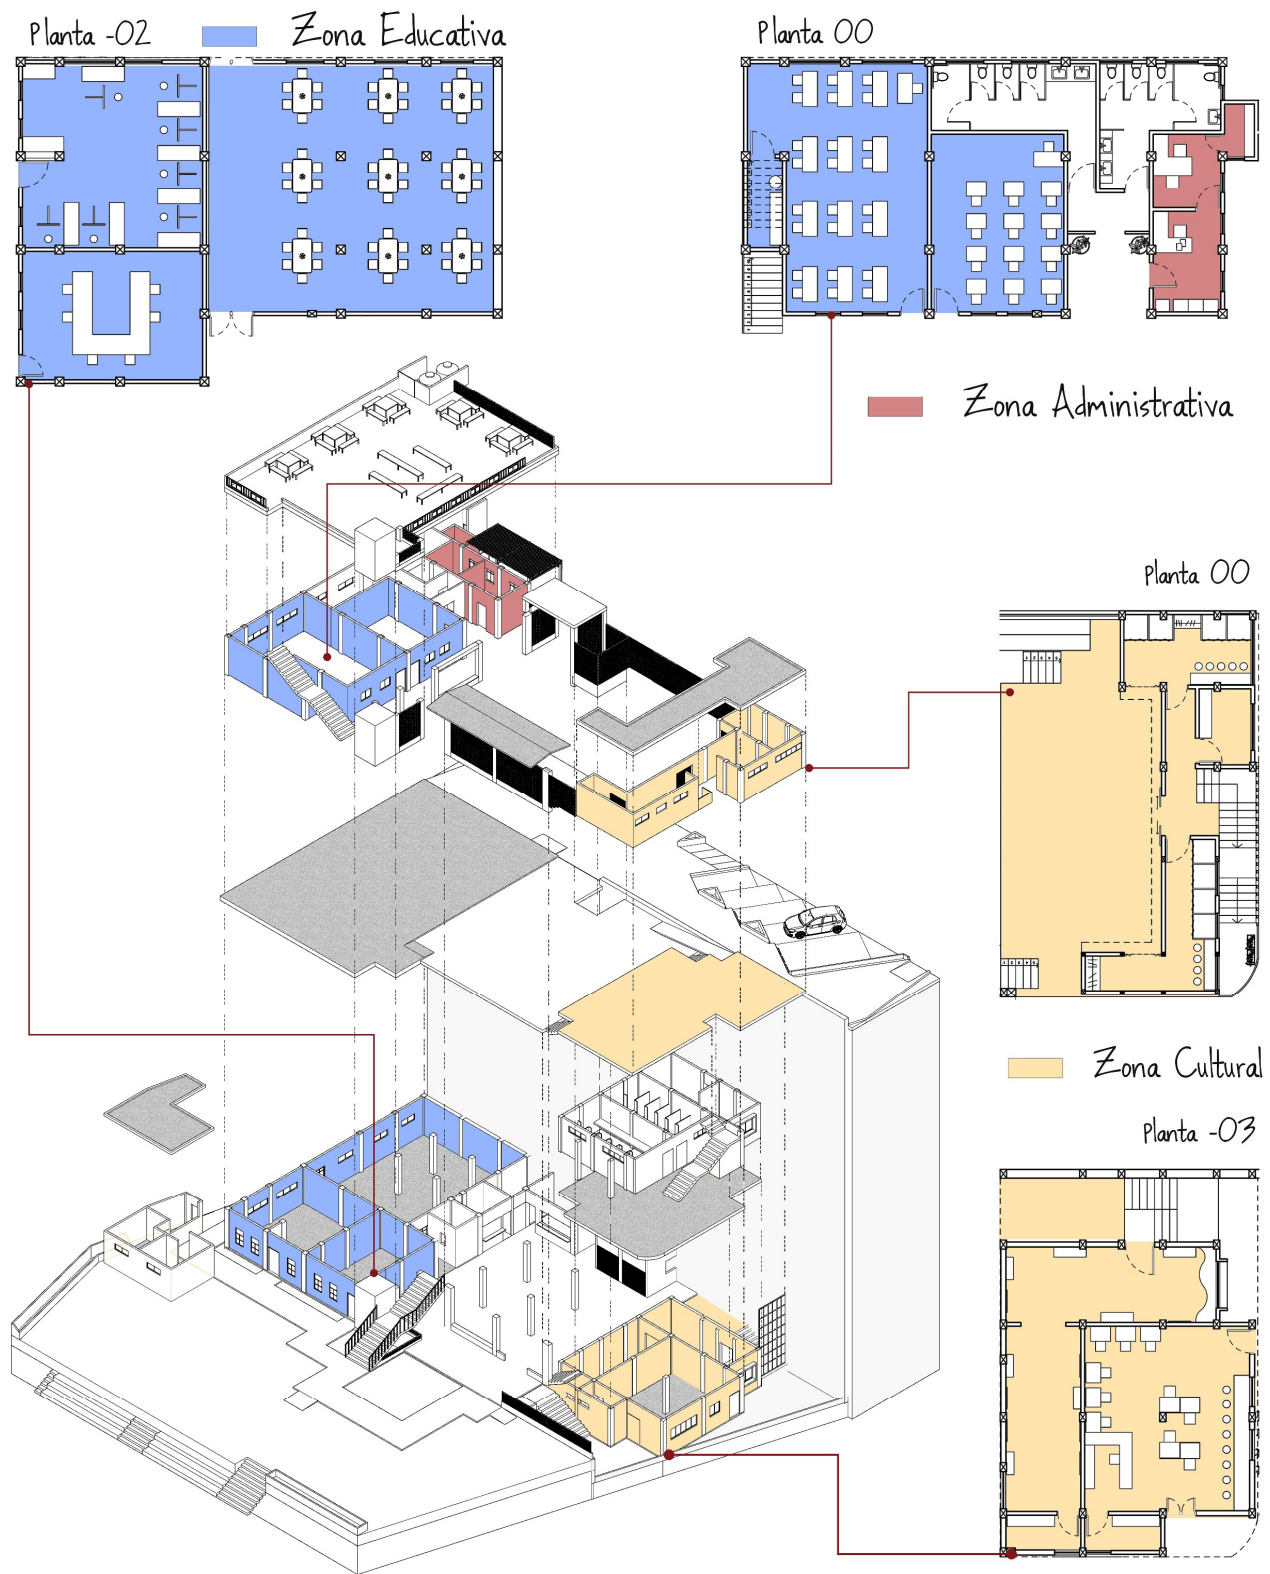 Planta -02
Zona Educativa
Planta 00
Zona Administrativa
Planta 00
Zona Cultural
Planta -03